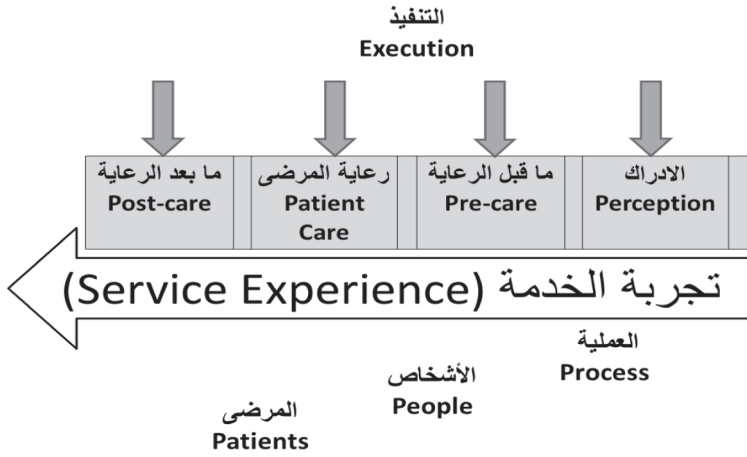 التنفيذ
Execution
الادراك
Perception
ما قبل الرعاية
Pre-care
رعاية المرضى
Patient
Care
ما بعد الرعاية
Post-care
تجربة الخدمة (Service Experience)
العملية
Process
الأشخاص
People
المرضى
Patients